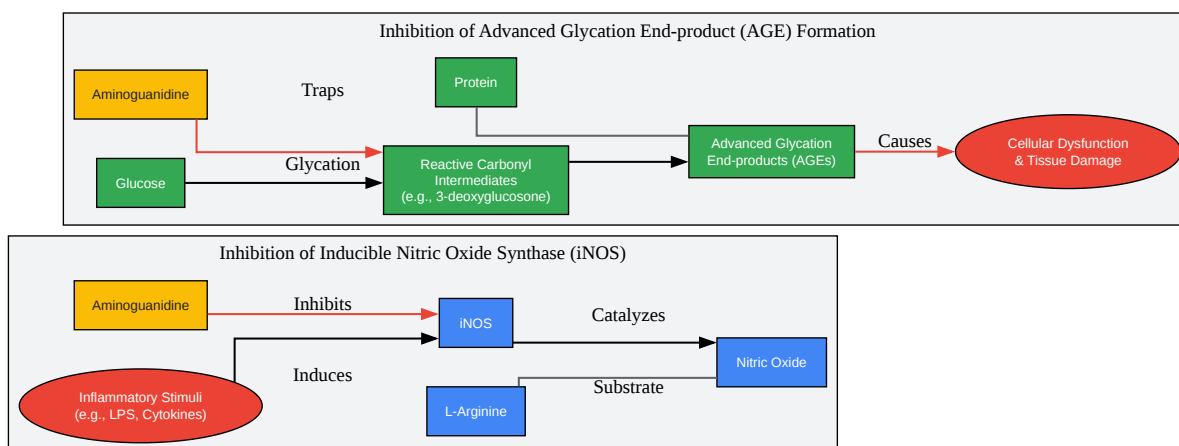 Inhibition of Advanced Glycation End-product (AGE) Formation
Aminoguanidine
Traps
Protein
Glucose
Glycation
Reactive Carbonyl
Intermediates
(e.g., 3-deoxyglucosone)
Advanced Glycation
End-products (AGEs)
Causes
Cellular Dysfunction
& Tissue Damage
Inhibition of Inducible Nitric Oxide Synthase (iNOS)
Aminoguanidine
Inhibits
iNOS
Catalyzes
Nitric Oxide
Inflammatory Stimuli
(e.g., LPS, Cytokines)
Induces
L-Arginine
Substrate